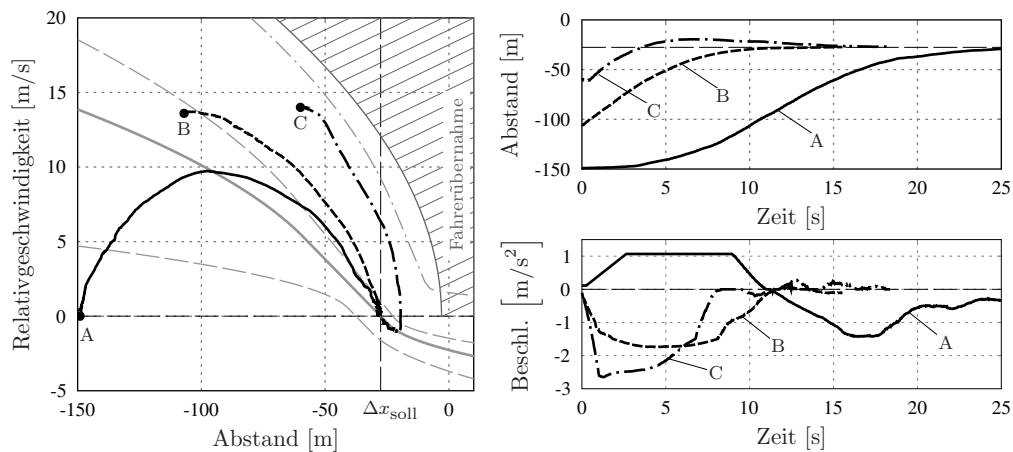 20
15
10
5
0
-5
Relativgeschwindigkeit [m/s]
B
C
A
Fahrerübernahme
-150
-100
-50
Δx_soll
0
Abstand [m]
0
-50
-100
-150
Abstand [m]
C
B
A
0
5
10
15
20
25
Zeit [s]
1
0
-1
-2
-3
Beschl. [m/s²]
C
B
A
0
5
10
15
20
25
Zeit [s]